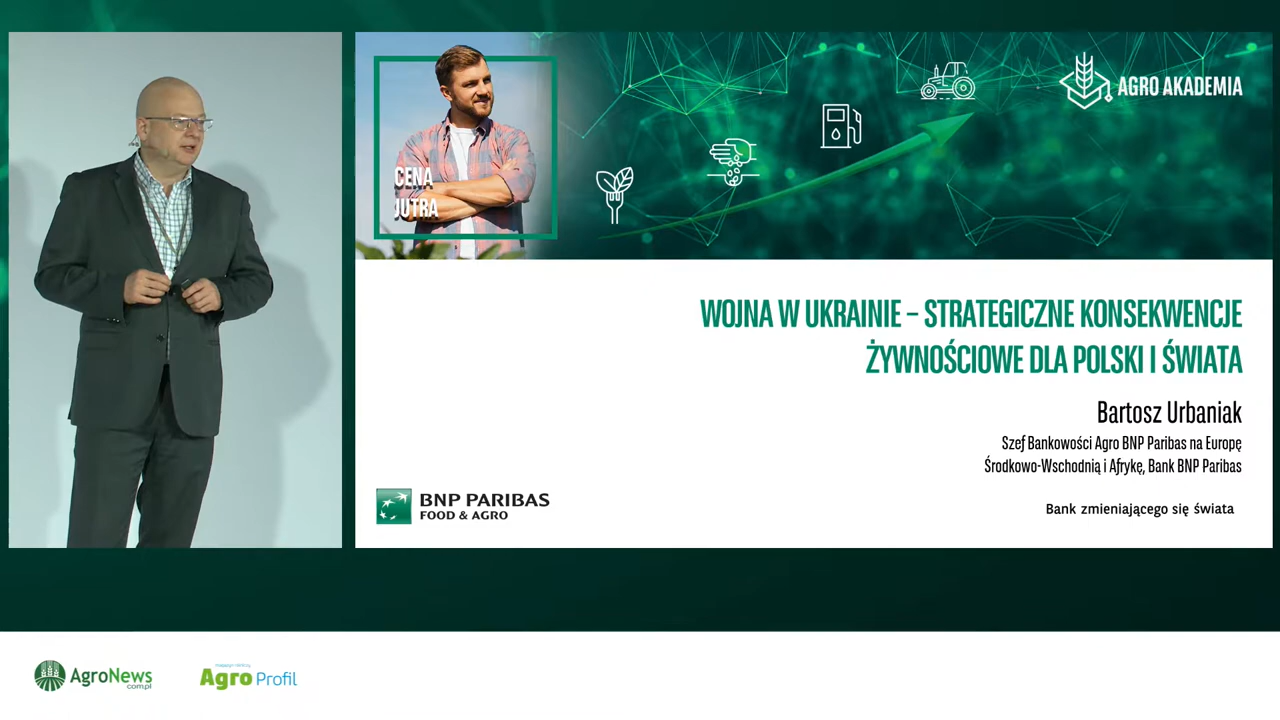 CENA
JUTRA
AGRO AKADEMIA
WOJNA W UKRAINIE – STRATEGICZNE KONSEKWENCJE
ŻYWNOŚCIOWE DLA POLSKI I ŚWIATA
Bartosz Urbaniak
Szef Bankowości Agro BNP Paribas na Europę
Środkowo-Wschodnią i Afrykę, Bank BNP Paribas
BNP PARIBAS
FOOD & AGRO
Bank zmieniającego się świata
AgroNews
com.pl
Agro Profil